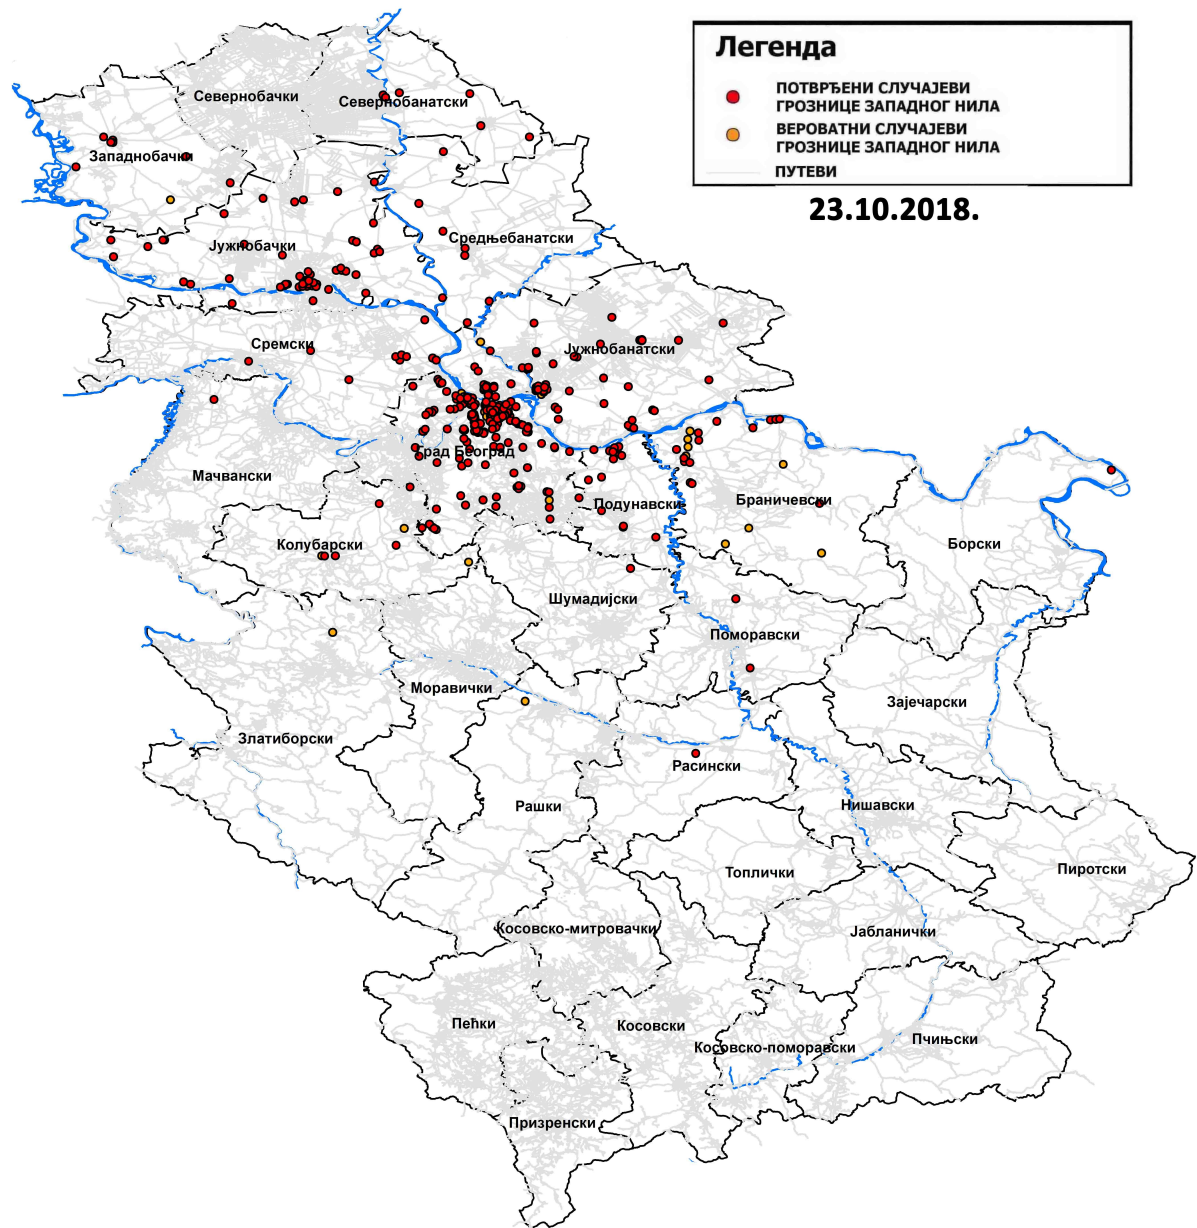 Легенда
ПОТВРЂЕНИ СЛУЧАЈЕВИ
ГРОЗНИЦЕ ЗАПАДНОГ НИЛА
ВЕРОВАТНИ СЛУЧАЈЕВИ
ГРОЗНИЦЕ ЗАПАДНОГ НИЛА
ПУТЕВИ
23.10.2018.
Севернобачки
Севернобанатски
Западнобачки
Јужнобачки
Средњебанатски
Сремски
Јужнобанатски
Град Београд
Мачвански
Подунавски
Браничевски
Колубарски
Борски
Шумадијски
Поморавски
Моравички
Зајечарски
Златиборски
Расински
Рашки
Нишавски
Топлички
Пиротски
Косовско-митровачки
Јабланички
Пећки
Косовски
Косовско-поморавски
Пчињски
Призренски